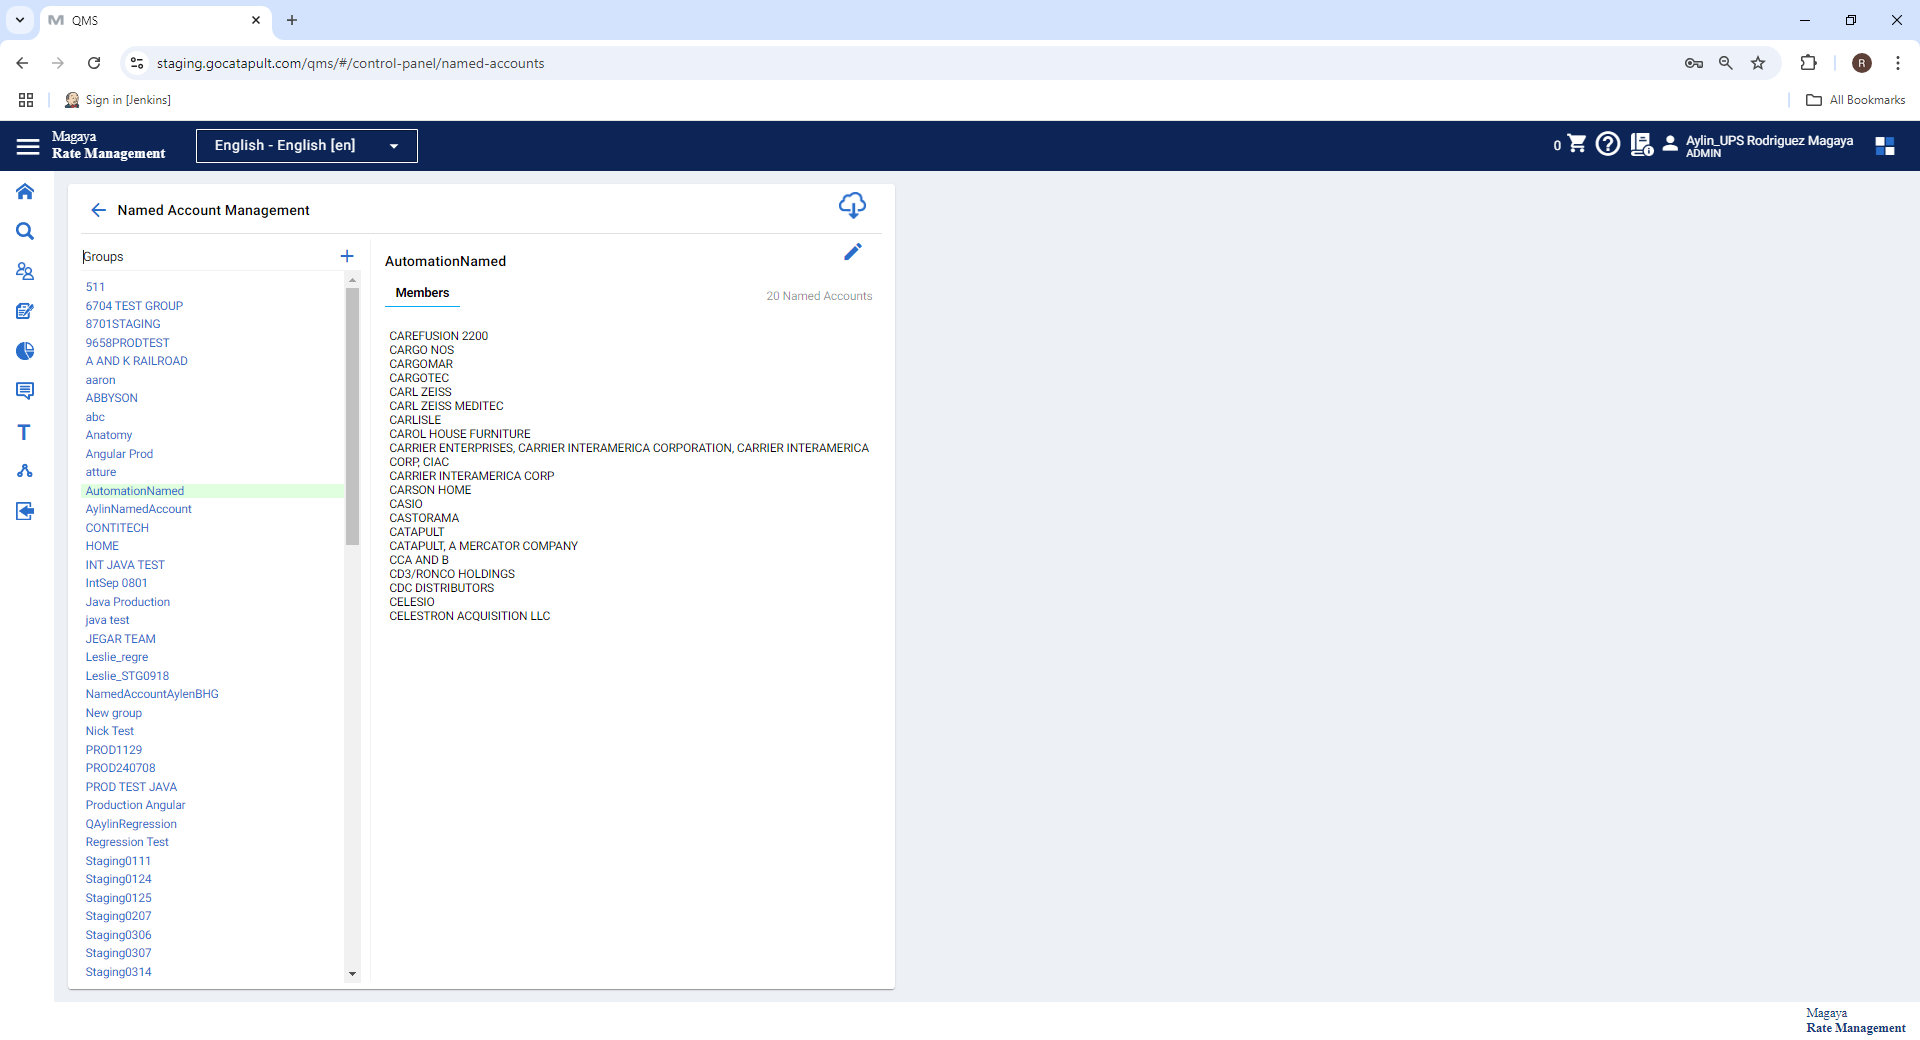 QMS
staging.gocatapult.com/qms/#/control-panel/named-accounts
R
Sign in [Jenkins]
All Bookmarks
Magaya
Rate Management
English - English [en]
0
Aylin_UPS Rodriguez Magaya
ADMIN
Named Account Management
Groups
511
6704 TEST GROUP
8701STAGING
9658PRODTEST
A AND K RAILROAD
aaron
ABBYSON
abc
Anatomy
Angular Prod
atture
AutomationNamed
AylinNamedAccount
CONTITECH
HOME
INT JAVA TEST
IntSep 0801
Java Production
java test
JEGAR TEAM
Leslie_regre
Leslie_STG0918
NamedAccountAylenBHG
New group
Nick Test
PROD1129
PROD240708
PROD TEST JAVA
Production Angular
QAylinRegression
Regression Test
Staging0111
Staging0124
Staging0125
Staging0207
Staging0306
Staging0307
Staging0314
AutomationNamed
Members
20 Named Accounts
CAREFUSION 2200
CARGO NOS
CARGOMAR
CARGOTEC
CARL ZEISS
CARL ZEISS MEDITEC
CARLISLE
CAROL HOUSE FURNITURE
CARRIER ENTERPRISES, CARRIER INTERAMERICA CORPORATION, CARRIER INTERAMERICA
CORP, CIAC
CARRIER INTERAMERICA CORP
CARSON HOME
CASIO
CASTORAMA
CATAPULT
CATAPULT, A MERCATOR COMPANY
CCA AND B
CD3/RONCO HOLDINGS
CDC DISTRIBUTORS
CELESIO
CELESTRON ACQUISITION LLC
Magaya
Rate Management